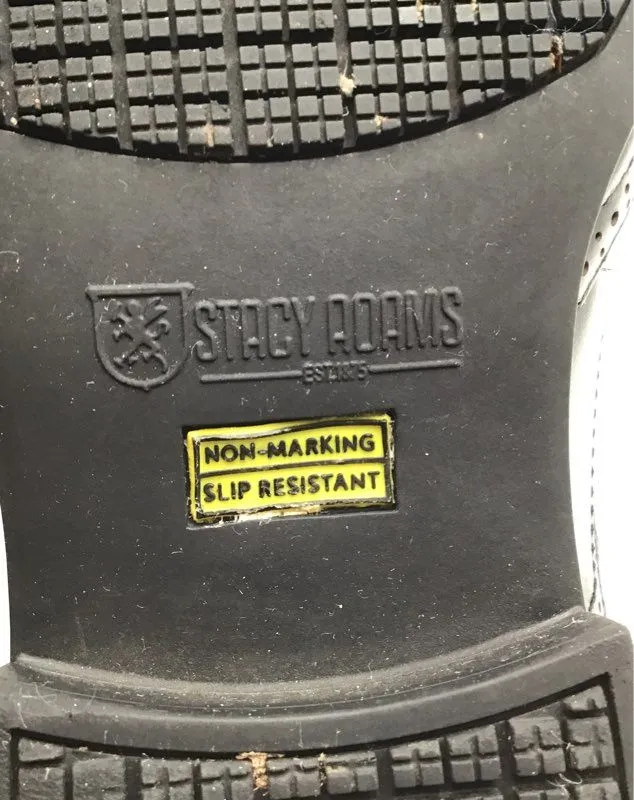 STACY ADAMS
EST.1875
NON-MARKING
SLIP RESISTANT